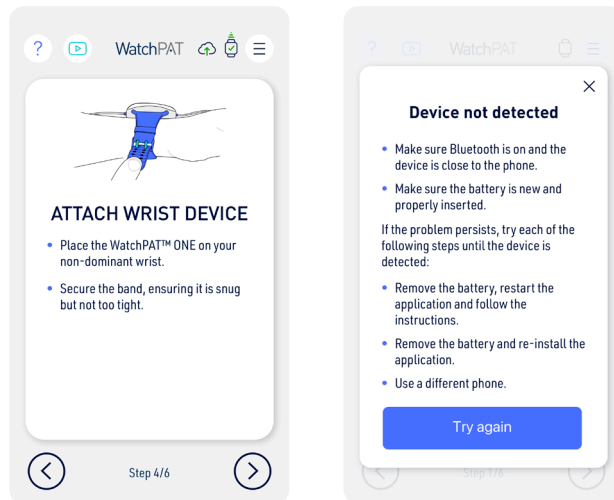 ?
WatchPAT
ATTACH WRIST DEVICE
• Place the WatchPAT™ ONE on your
non-dominant wrist.
• Secure the band, ensuring it is snug
but not too tight.
Step 4/6
?
WatchPAT
Device not detected
• Make sure Bluetooth is on and the
device is close to the phone.
• Make sure the battery is new and
properly inserted.
If the problem persists, try each of the
following steps until the device is
detected:
• Remove the battery, restart the
application and follow the
instructions.
• Remove the battery and re-install the
application.
• Use a different phone.
Try again
Step 1/6